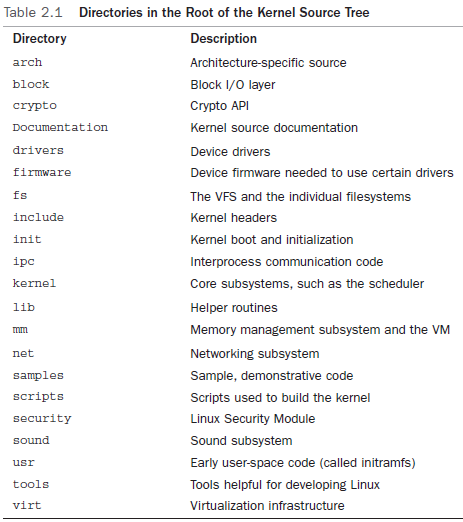 Table 2.1 Directories in the Root of the Kernel Source Tree
Directory Description
arch Architecture-specific source
block Block I/O layer
crypto Crypto API
Documentation Kernel source documentation
drivers Device drivers
firmware Device firmware needed to use certain drivers
fs The VFS and the individual filesystems
include Kernel headers
init Kernel boot and initialization
ipc Interprocess communication code
kernel Core subsystems, such as the scheduler
lib Helper routines
mm Memory management subsystem and the VM
net Networking subsystem
samples Sample, demonstrative code
scripts Scripts used to build the kernel
security Linux Security Module
sound Sound subsystem
usr Early user-space code (called initramfs)
tools Tools helpful for developing Linux
virt Virtualization infrastructure